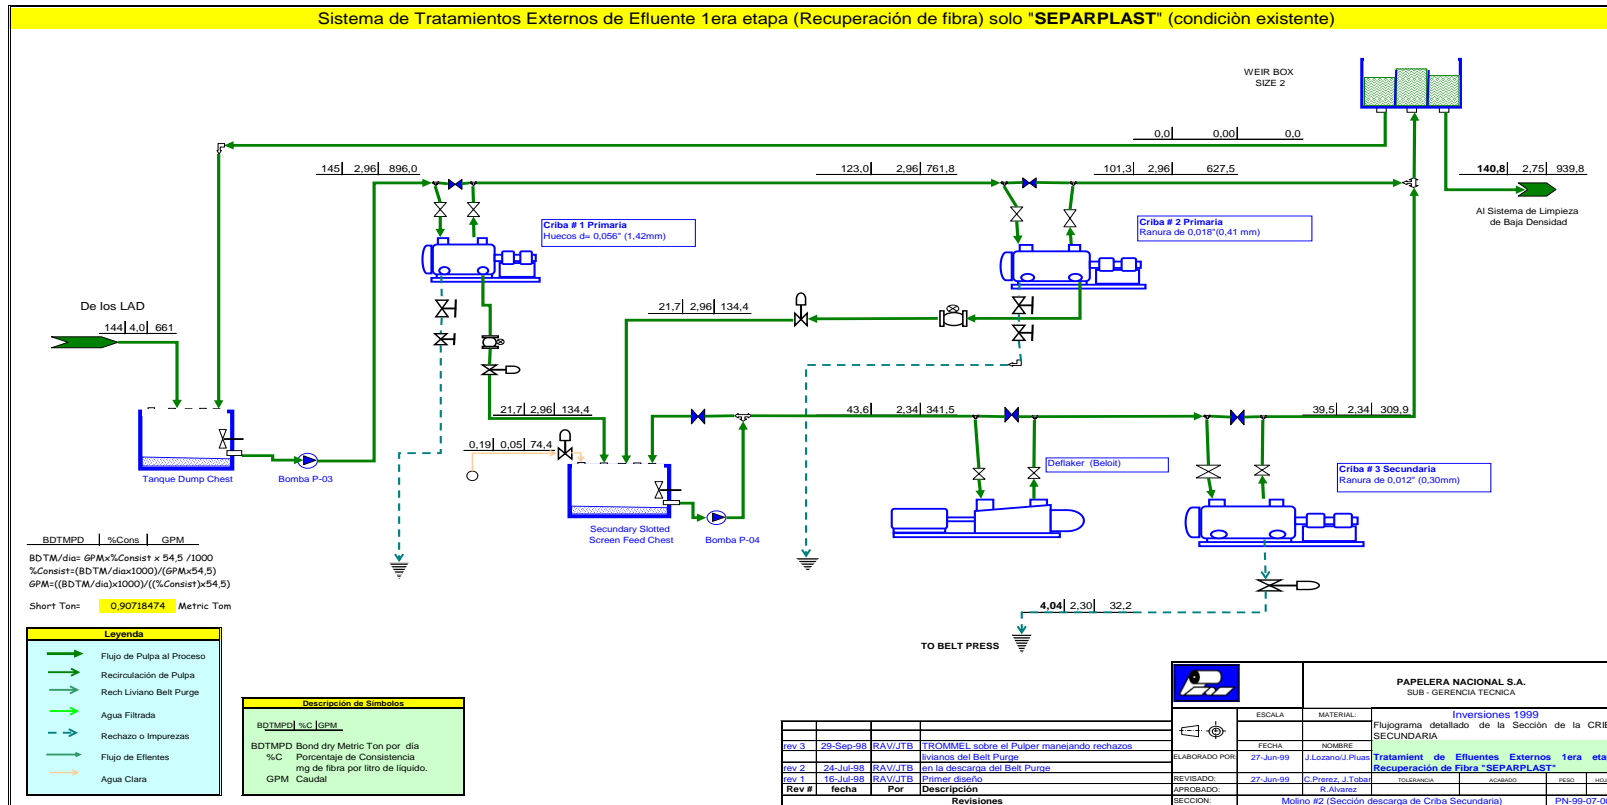 Sistema de Tratamientos Externos de Efluente 1era etapa (Recuperación de fibra) solo "SEPARPLAST" (condiciòn existente)
WEIR BOX
SIZE 2
0,0 0,00 0,0
145 2,96 896,0
123,0 2,96 761,8
101,3 2,96 627,5
140,8 2,75 939,8
Al Sistema de Limpieza
de Baja Densidad
Criba # 1 Primaria
Huecos d= 0,056" (1,42mm)
Criba # 2 Primaria
Ranura de 0,018"(0,41 mm)
De los LAD
144 4,0 661
21,7 2,96 134,4
21,7 2,96 134,4
43,6 2,34 341,5
39,5 2,34 309,9
0,19 0,05 74,4
Deflaker (Beloit)
Criba # 3 Secundaria
Ranura de 0,012" (0,30mm)
Tanque Dump Chest
Bomba P-03
Secundary Slotted
Screen Feed Chest
Bomba P-04
BDTMPD %Cons GPM
BDTM/dia= GPMx%Consist x 54,5 /1000
%Consist=(BDTM/diax1000)/(GPMx54,5)
GPM=((BDTM/dia)x1000)/((%Consist)x54,5)
Short Ton= 0,90718474 Metric Tom
4,04 2,30 32,2
TO BELT PRESS
Leyenda
Flujo de Pulpa al Proceso
Recirculación de Pulpa
Rech Liviano Belt Purge
Agua Filtrada
Rechazo o Impurezas
Flujo de Eflentes
Agua Clara
Descripción de Símbolos
BDTMPD %C GPM
BDTMPD Bond dry Metric Ton por día
%C Porcentaje de Consistencia
mg de fibra por litro de líquido.
GPM Caudal
rev 3 29-Sep-98 RAV/JTB TROMMEL sobre el Pulper manejando rechazos
livianos del Belt Purge
rev 2 24-Jul-98 RAV/JTB en la descarga del Belt Purge
rev 1 16-Jul-98 RAV/JTB Primer diseño
Rev # fecha Por Descripción
Revisiones
PAPELERA NACIONAL S.A.
SUB - GERENCIA TECNICA
ESCALA MATERIAL: Inversiones 1999
Flujograma detallado de la Secciòn de la CRIB
SECUNDARIA
FECHA NOMBRE
ELABORADO POR 27-Jun-99 J.Lozano/J.Pluas
Tratamient de Efluentes Externos 1era eta
Recuperación de Fibra "SEPARPLAST"
REVISADO: 27-Jun-99 C.Prerez, J.Tobar TOLERANCIA ACABADO PESO HOJ
APROBADO: R.Alvarez
SECCION: Molino #2 (Sección descarga de Criba Secundaria) PN-99-07-00